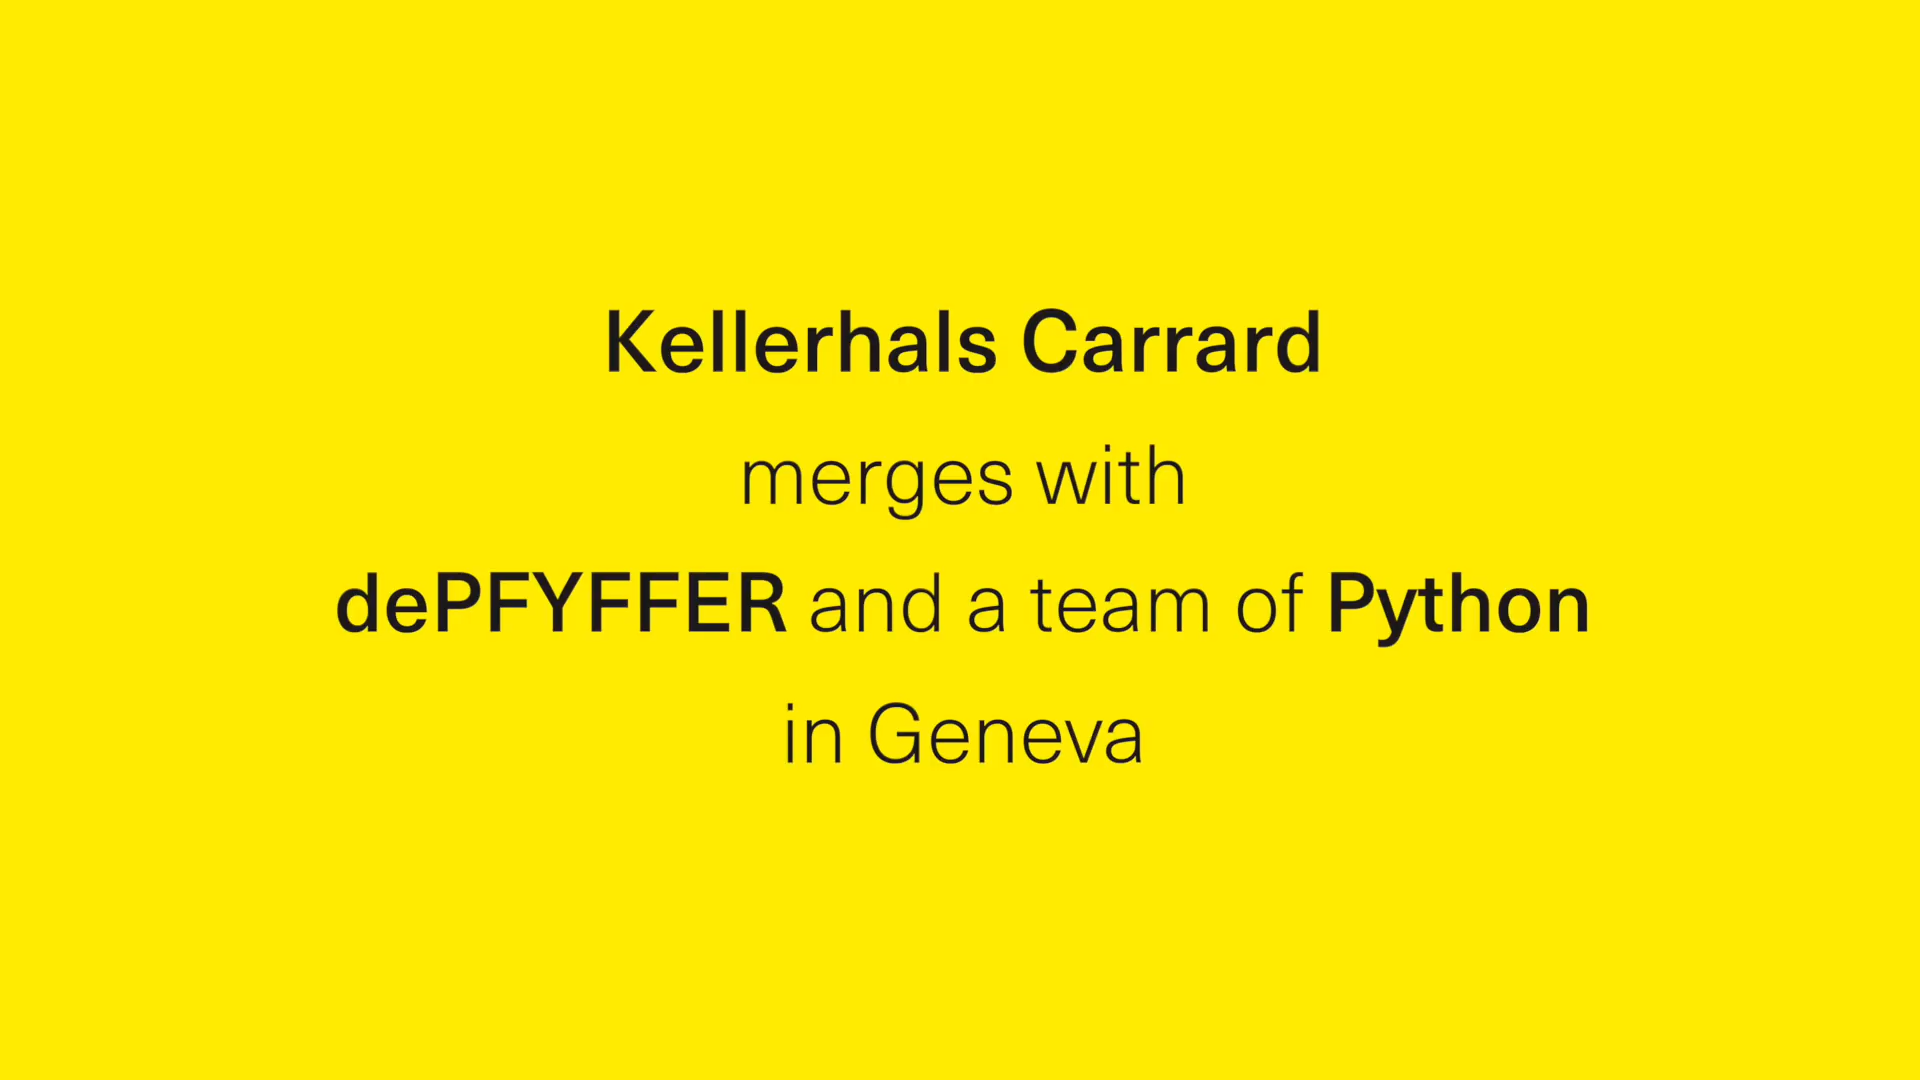 Kellerhals Carrard
merges with
dePFYFFER and a team of Python
in Geneva